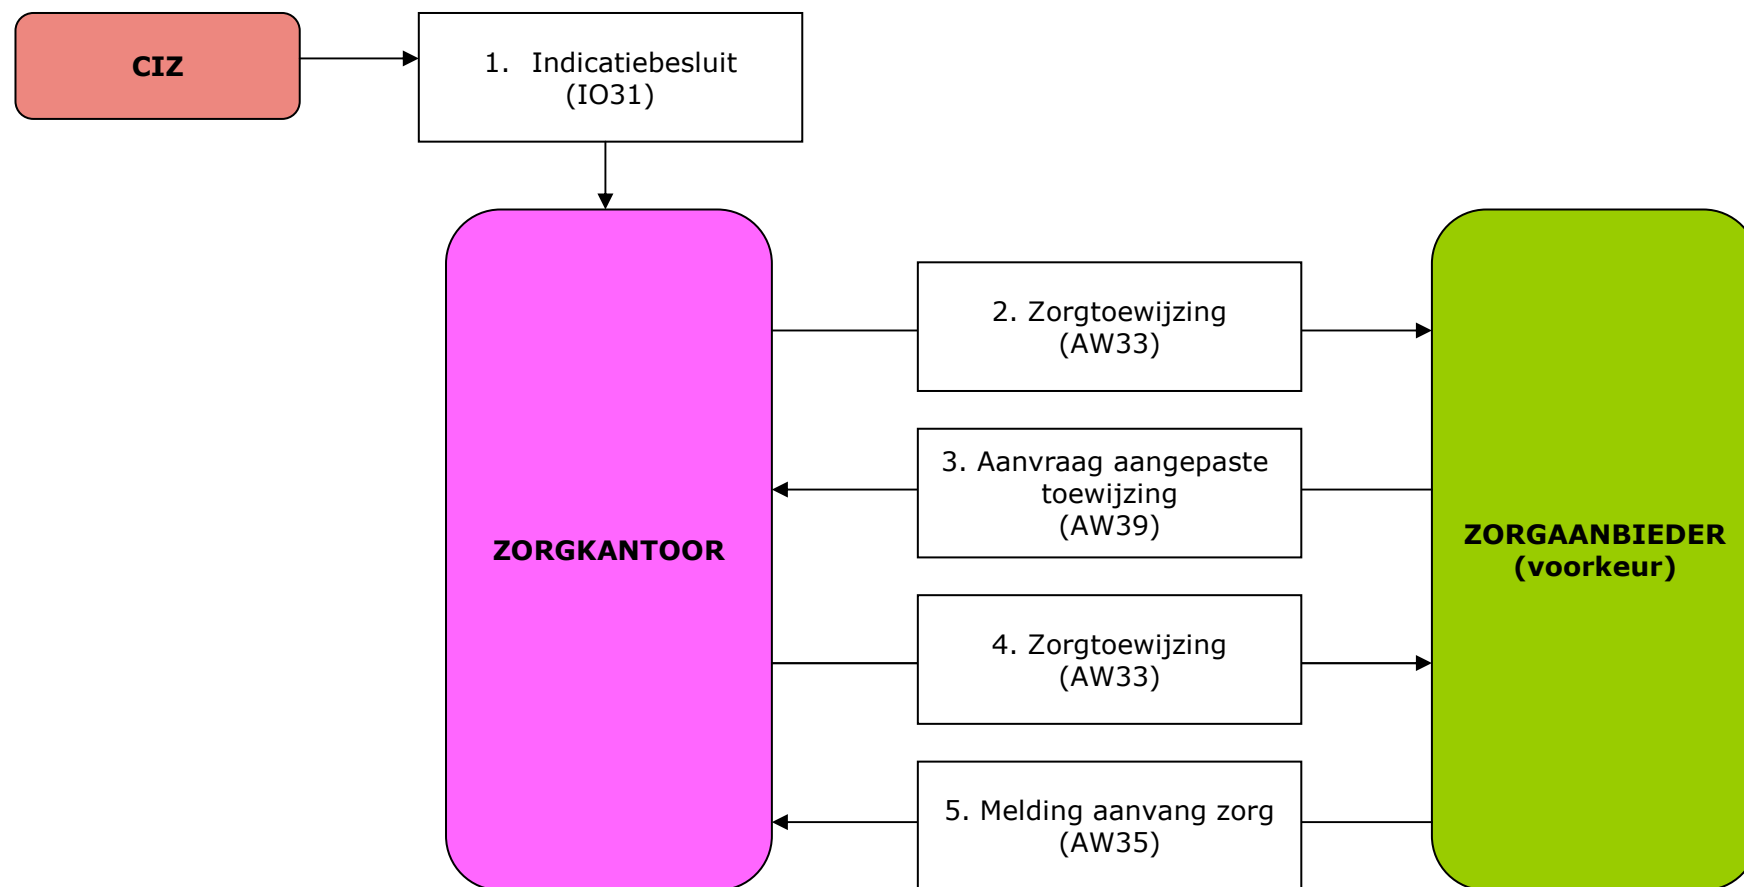 CIZ
1. Indicatiebesluit
(IO31)
2. Zorgtoewijzing
(AW33)
3. Aanvraag aangepaste
toewijzing
(AW39)
ZORGKANTOOR
ZORGAANBIEDER
(voorkeur)
4. Zorgtoewijzing
(AW33)
5. Melding aanvang zorg
(AW35)